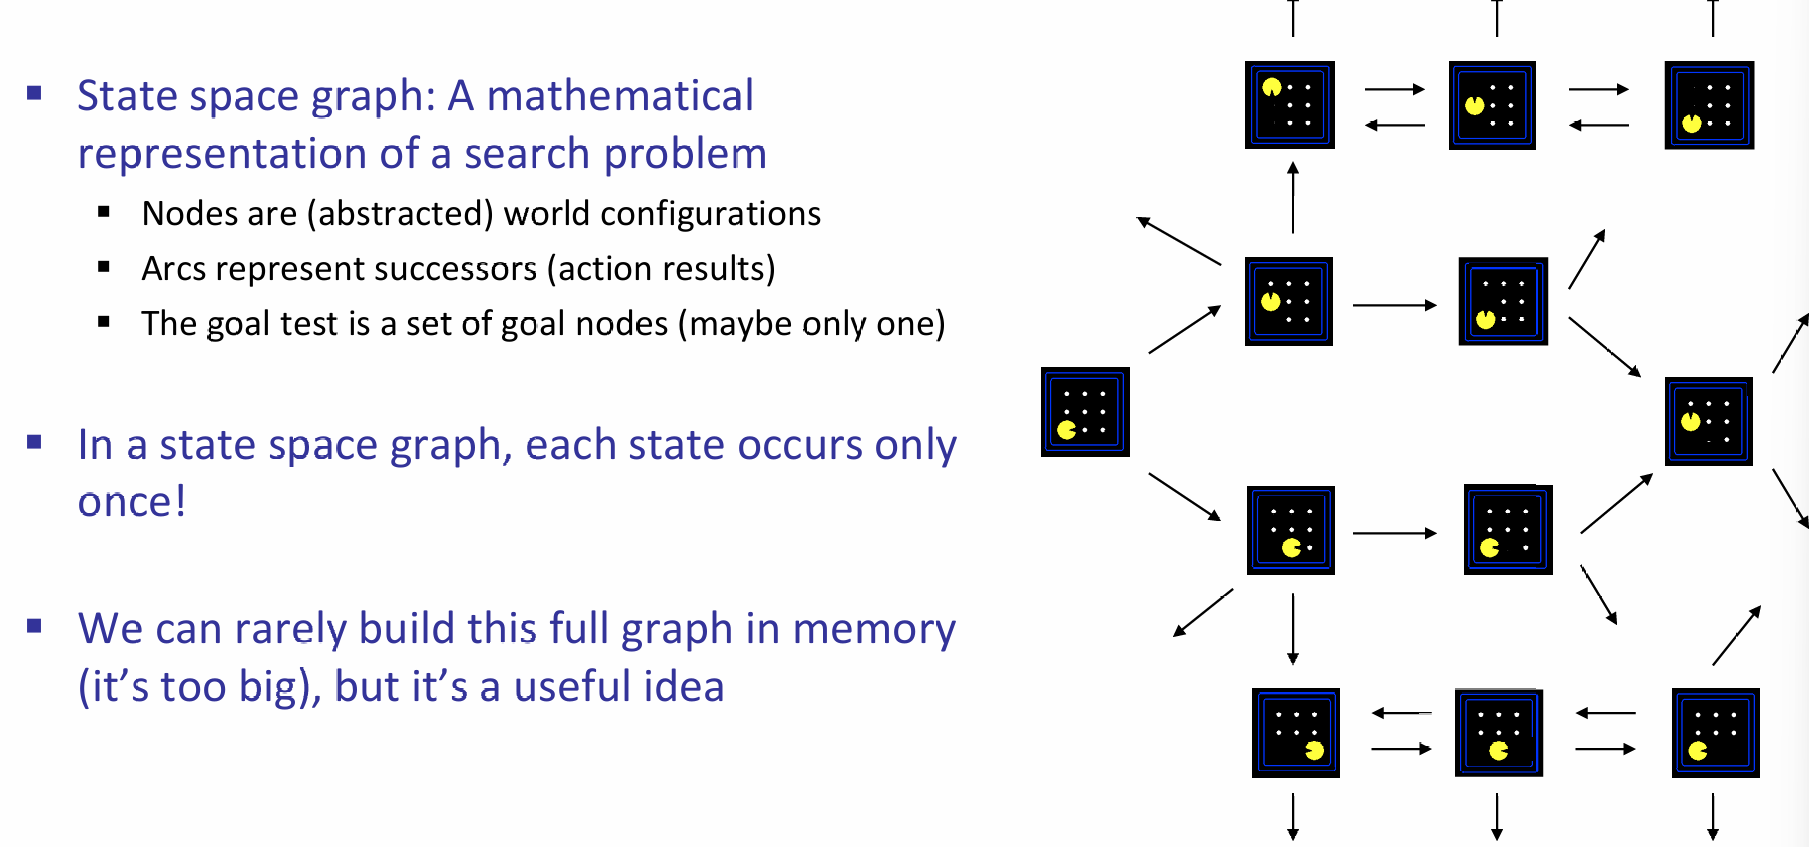 ▪ State space graph: A mathematical
representation of a search problem
▪ Nodes are (abstracted) world configurations
▪ Arcs represent successors (action results)
▪ The goal test is a set of goal nodes (maybe only one)
▪ In a state space graph, each state occurs only
once!
▪ We can rarely build this full graph in memory
(it’s too big), but it’s a useful idea